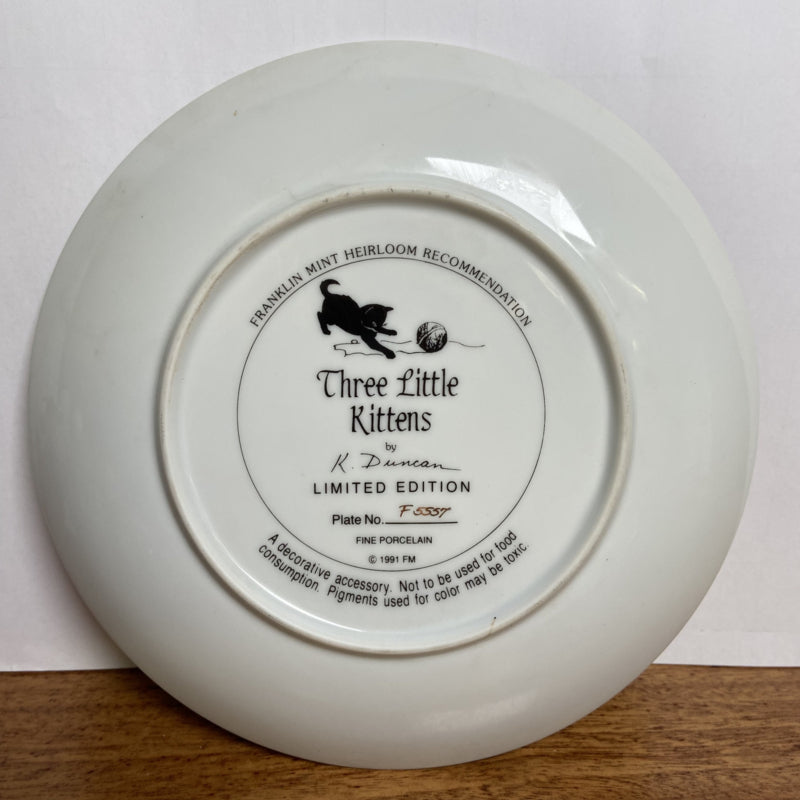 FRANKLIN MINT HEIRLOOM RECOMMENDATION
Three Little
Kittens
by
K. Duncan
LIMITED EDITION
Plate No. F5557
FINE PORCELAIN
© 1991 FM
A decorative accessory. Not to be used for food
consumption. Pigments used for color may be toxic.